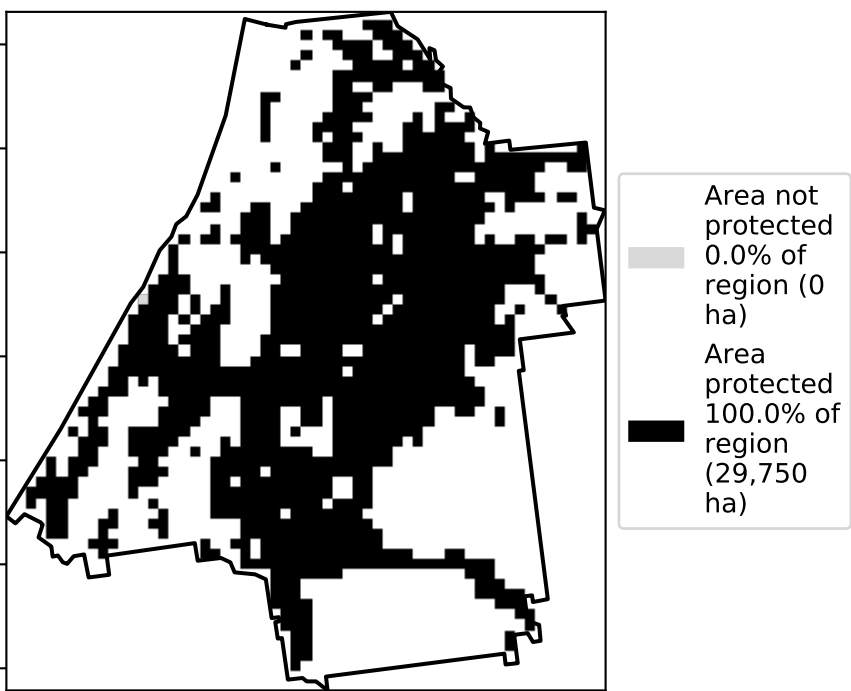 Area not
protected
0.0% of
region (0
ha)
Area
protected
100.0% of
region
(29,750
ha)